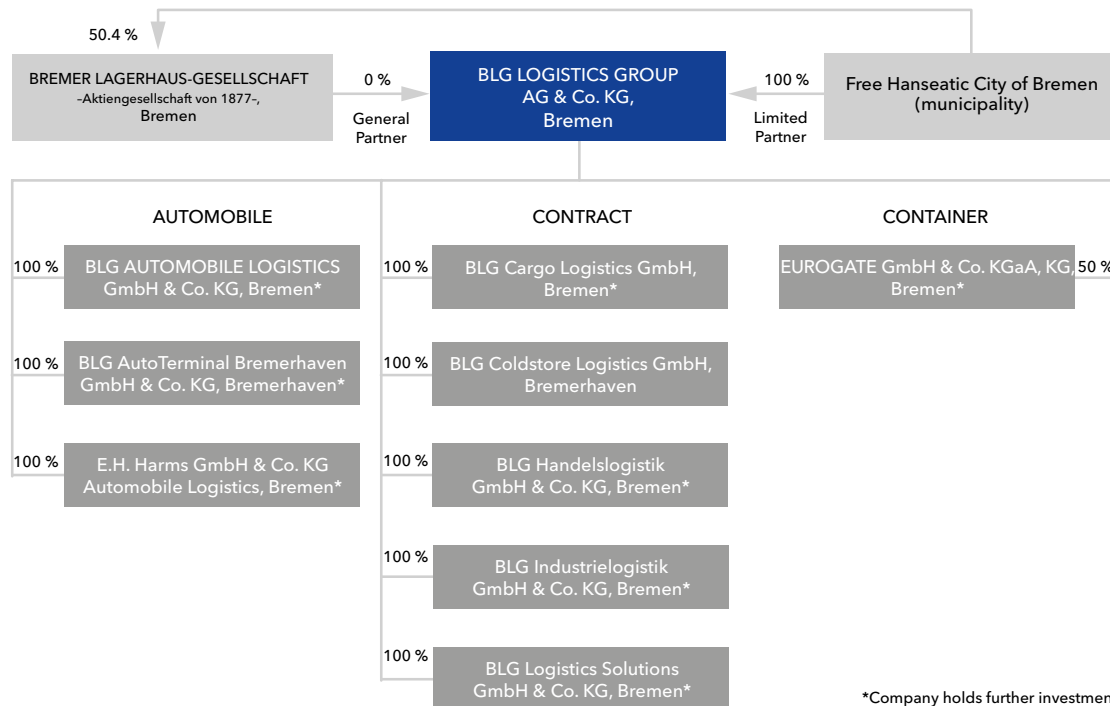 50.4 %
BREMER LAGERHAUS-GESELLSCHAFT
–Aktiengesellschaft von 1877–,
Bremen
0 %
General
Partner
BLG LOGISTICS GROUP
AG & Co. KG,
Bremen
100 %
Limited
Partner
Free Hanseatic City of Bremen
(municipality)
AUTOMOBILE
100 %
BLG AUTOMOBILE LOGISTICS
GmbH & Co. KG, Bremen*
100 %
BLG AutoTerminal Bremerhaven
GmbH & Co. KG, Bremerhaven*
100 %
E.H. Harms GmbH & Co. KG
Automobile Logistics, Bremen*
CONTRACT
100 %
BLG Cargo Logistics GmbH,
Bremen*
100 %
BLG Coldstore Logistics GmbH,
Bremerhaven
100 %
BLG Handelslogistik
GmbH & Co. KG, Bremen*
100 %
BLG Industrielogistik
GmbH & Co. KG, Bremen*
100 %
BLG Logistics Solutions
GmbH & Co. KG, Bremen*
CONTAINER
EUROGATE GmbH & Co. KGaA, KG,
Bremen*
50 %
*Company holds further